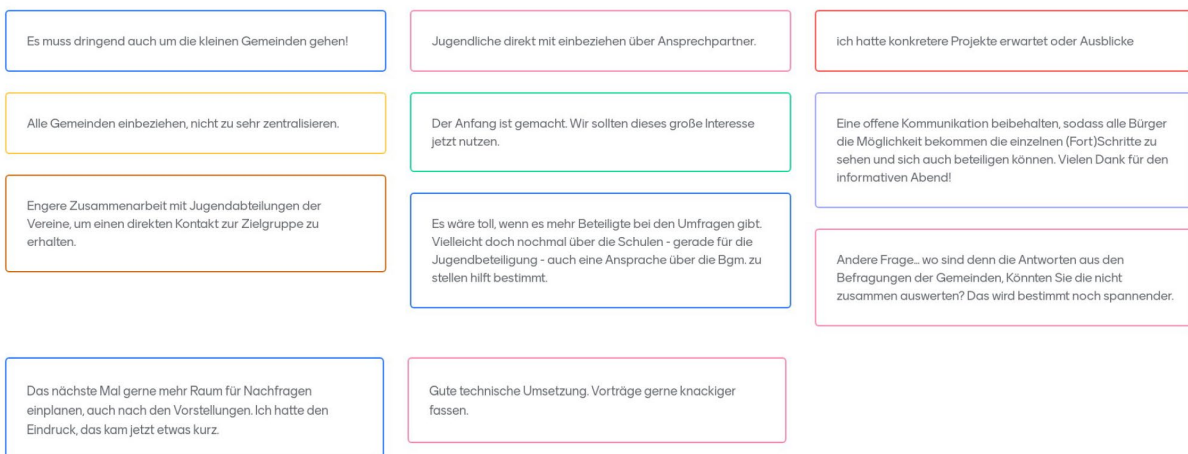 Es muss dringend auch um die kleinen Gemeinden gehen!
Alle Gemeinden einbeziehen, nicht zu sehr zentralisieren.
Engere Zusammenarbeit mit Jugendabteilungen der
Vereine, um einen direkten Kontakt zur Zielgruppe zu
erhalten.
Jugendliche direkt mit einbeziehen über Ansprechpartner.
Der Anfang ist gemacht. Wir sollten dieses große Interesse
jetzt nutzen.
Es wäre toll, wenn es mehr Beteiligte bei den Umfragen gibt.
Vielleicht doch nochmal über die Schulen - gerade für die
Jugendbeteiligung - auch eine Ansprache über die Bgm. zu
stellen hilft bestimmt.
ich hatte konkretere Projekte erwartet oder Ausblicke
Eine offene Kommunikation beibehalten, sodass alle Bürger
die Möglichkeit bekommen die einzelnen (Fort)Schritte zu
sehen und sich auch beteiligen können. Vielen Dank für den
informativen Abend!
Andere Frage... wo sind denn die Antworten aus den
Befragungen der Gemeinden, Könnten Sie die nicht
zusammen auswerten? Das wird bestimmt noch spannender.
Das nächste Mal gerne mehr Raum für Nachfragen
einplanen, auch nach den Vorstellungen. Ich hatte den
Eindruck, das kam jetzt etwas kurz.
Gute technische Umsetzung. Vorträge gerne knackiger
fassen.